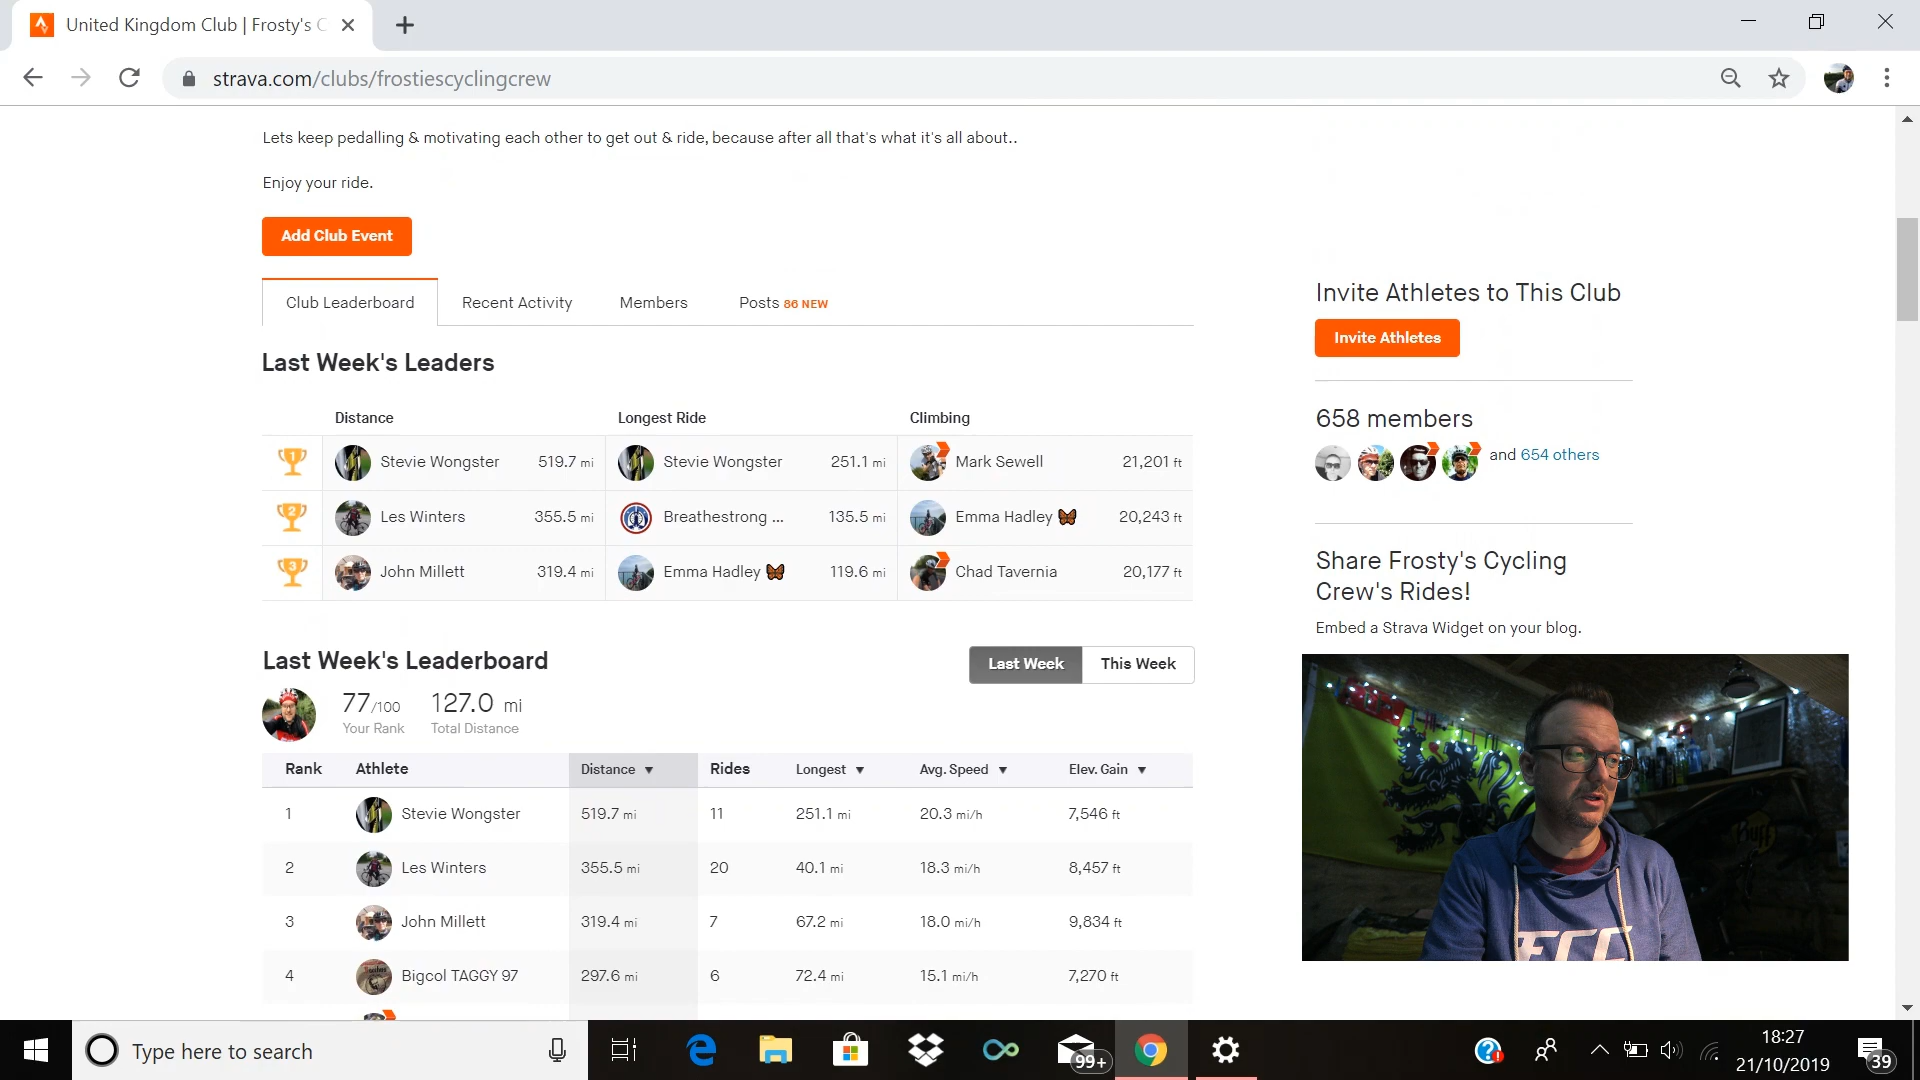 United Kingdom Club | Frosty's C
strava.com/clubs/frostiescyclingcrew
Lets keep pedalling & motivating each other to get out & ride, because after all that's what it's all about..
Enjoy your ride.
Add Club Event
Club Leaderboard Recent Activity Members Posts 86 NEW
Last Week's Leaders
Distance Longest Ride Climbing
1 Stevie Wongster 519.7 mi Stevie Wongster 251.1 mi Mark Sewell 21,201 ft
2 Les Winters 355.5 mi Breathestrong ... 135.5 mi Emma Hadley 🦋 20,243 ft
3 John Millett 319.4 mi Emma Hadley 🦋 119.6 mi Chad Tavernia 20,177 ft
Last Week's Leaderboard
Last Week This Week
77/100 127.0 mi
Your Rank Total Distance
Rank Athlete Distance ▼ Rides Longest ▼ Avg. Speed ▼ Elev. Gain ▼
1 Stevie Wongster 519.7 mi 11 251.1 mi 20.3 mi/h 7,546 ft
2 Les Winters 355.5 mi 20 40.1 mi 18.3 mi/h 8,457 ft
3 John Millett 319.4 mi 7 67.2 mi 18.0 mi/h 9,834 ft
4 Bigcol TAGGY 97 297.6 mi 6 72.4 mi 15.1 mi/h 7,270 ft
Invite Athletes to This Club
Invite Athletes
658 members
and 654 others
Share Frosty's Cycling
Crew's Rides!
Embed a Strava Widget on your blog.
FCC
Type here to search
99+
18:27
21/10/2019
39